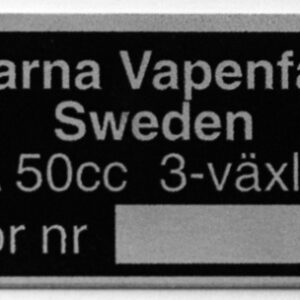 arna Vapenfa
Sweden
50cc 3-växl
or nr